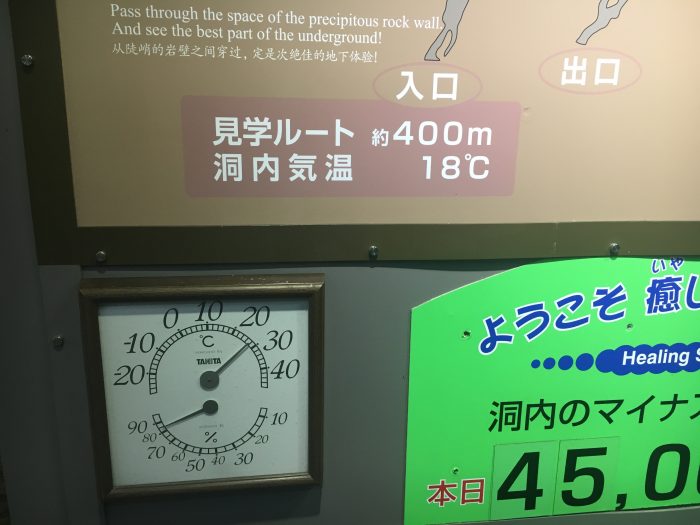 Pass through the space of the precipitous rock wall.
And see the best part of the underground!
从陡峭的岩壁之间穿过，定是次绝佳的地下体验!
入口
出口
見学ルート 約400m
洞内気温 18℃
-20 -10 0 10 20 30 40
℃
TANITA
90 80 70 60 50 40 30 20 10
%
いや
ようこそ 癒し
Healing S
洞内のマイナス
本日 45,00